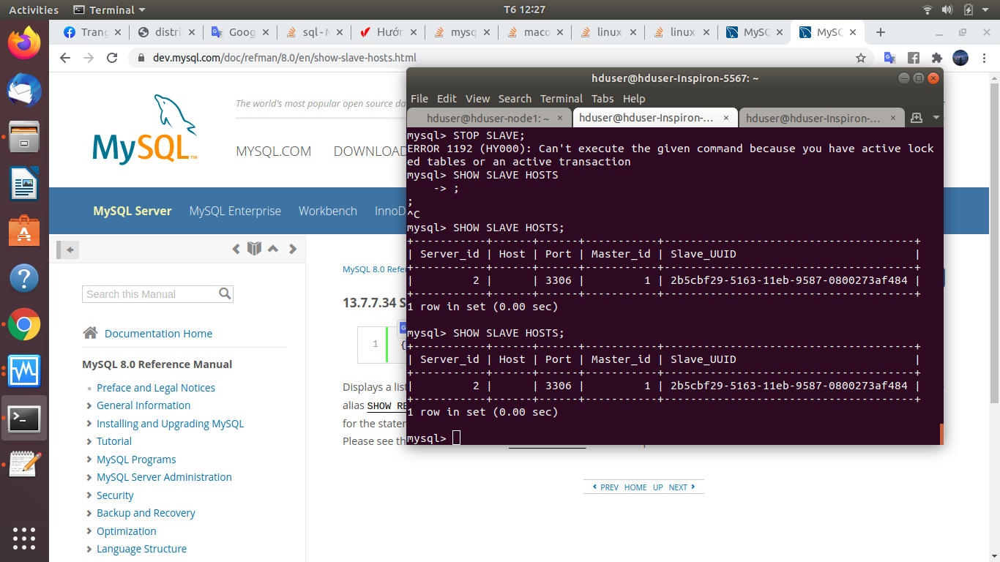 Activities
Terminal
T6 12:27
Trang
distri
Goog
sql - M
Hướn
mysq
maco
linux
linux
MySC
MySC
dev.mysql.com/doc/refman/8.0/en/show-slave-hosts.html
The world's most popular open source da
MySQL™
MYSQL.COM DOWNLOAD
MySQL Server MySQL Enterprise Workbench InnoD
Search this Manual
Documentation Home
MySQL 8.0 Reference Manual
Preface and Legal Notices
General Information
Installing and Upgrading MySQL
Tutorial
MySQL Programs
MySQL Server Administration
Security
Backup and Recovery
Optimization
Language Structure
MySQL 8.0 Refer
13.7.7.34 S
1 {
Displays a list
alias SHOW RE
for the statem
Please see th
PREV HOME UP NEXT
hduser@hduser-Inspiron-5567: ~
File Edit View Search Terminal Tabs Help
hduser@hduser-node1: ~
hduser@hduser-Inspiron-...
hduser@hduser-Inspiron-...
mysql> STOP SLAVE;
ERROR 1192 (HY000): Can't execute the given command because you have active lock
ed tables or an active transaction
mysql> SHOW SLAVE HOSTS
    -> ;
;
^C
mysql> SHOW SLAVE HOSTS;
+-----------+------+------+-----------+--------------------------------------+
| Server_id | Host | Port | Master_id | Slave_UUID                           |
+-----------+------+------+-----------+--------------------------------------+
|         2 |      | 3306 |         1 | 2b5cbf29-5163-11eb-9587-0800273af484 |
+-----------+------+------+-----------+--------------------------------------+
1 row in set (0.00 sec)
mysql> SHOW SLAVE HOSTS;
+-----------+------+------+-----------+--------------------------------------+
| Server_id | Host | Port | Master_id | Slave_UUID                           |
+-----------+------+------+-----------+--------------------------------------+
|         2 |      | 3306 |         1 | 2b5cbf29-5163-11eb-9587-0800273af484 |
+-----------+------+------+-----------+--------------------------------------+
1 row in set (0.00 sec)
mysql>